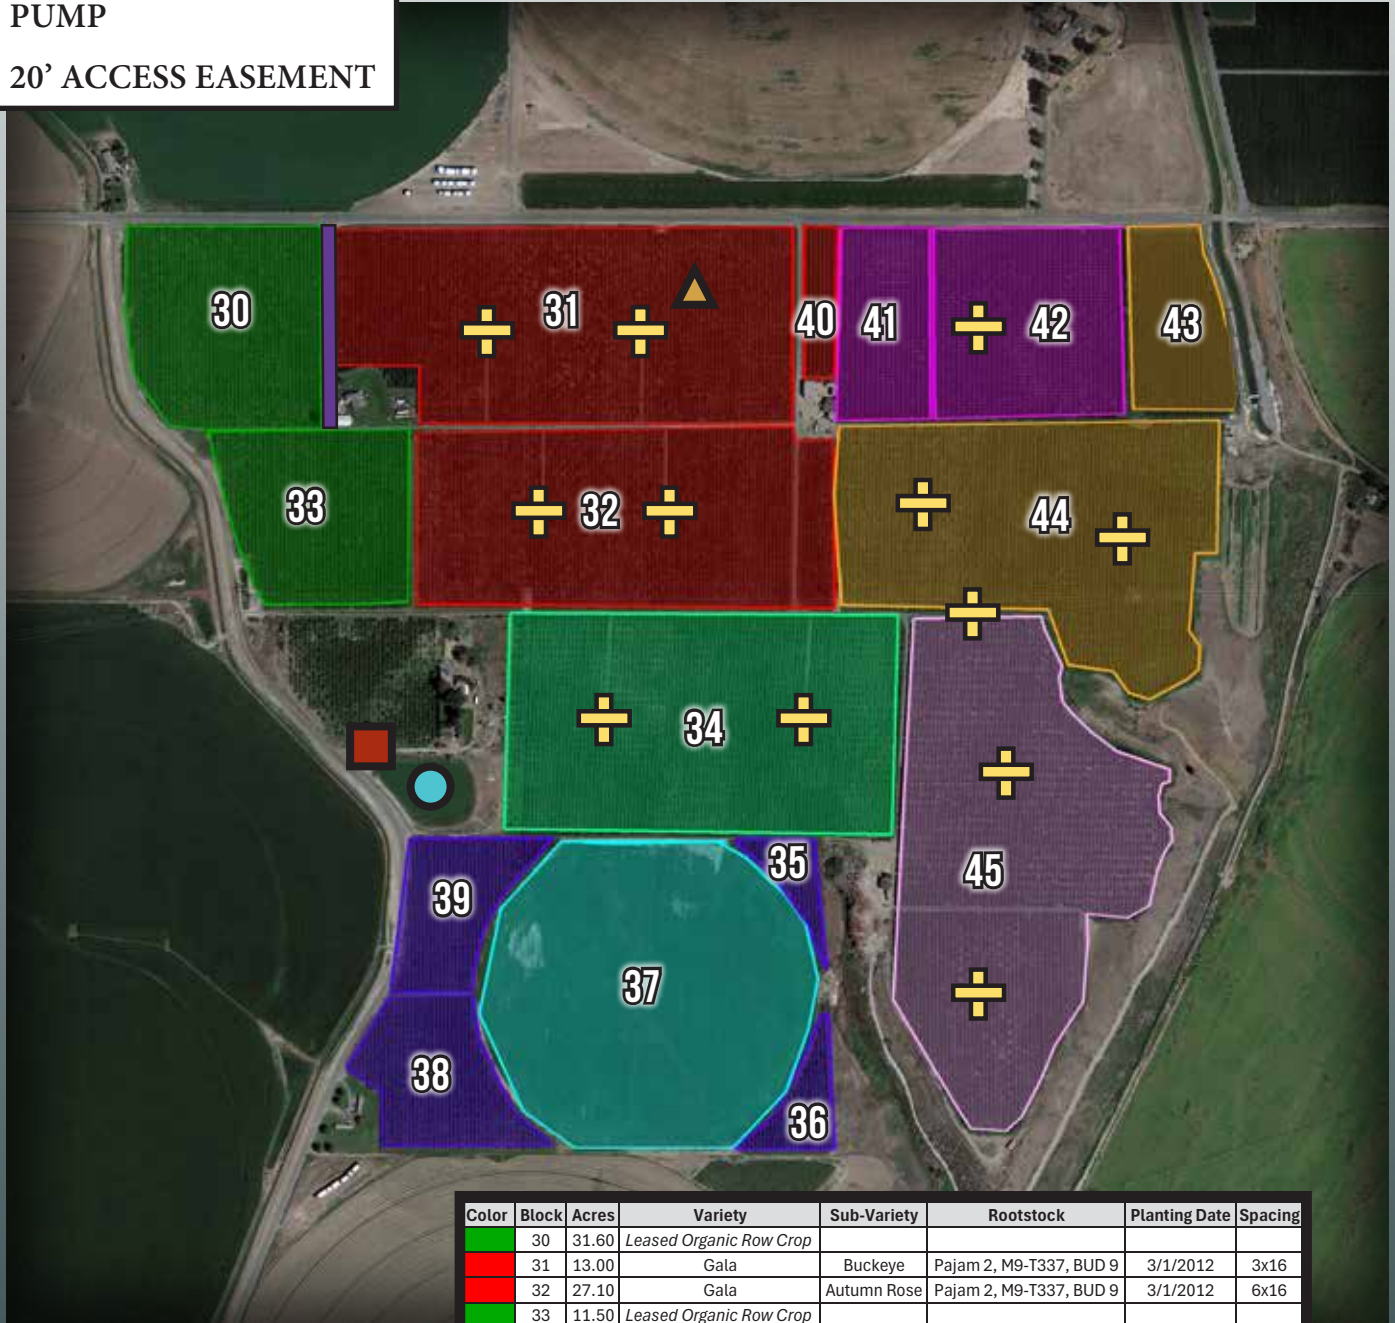 PUMP
20’ ACCESS EASEMENT
30
31
40
41
42
43
33
32
44
34
45
35
39
37
38
36
Color Block Acres Variety Sub-Variety Rootstock Planting Date Spacing
30 31.60 Leased Organic Row Crop
31 13.00 Gala Buckeye Pajam 2, M9-T337, BUD 9 3/1/2012 3x16
32 27.10 Gala Autumn Rose Pajam 2, M9-T337, BUD 9 3/1/2012 6x16
33 11.50 Leased Organic Row Crop